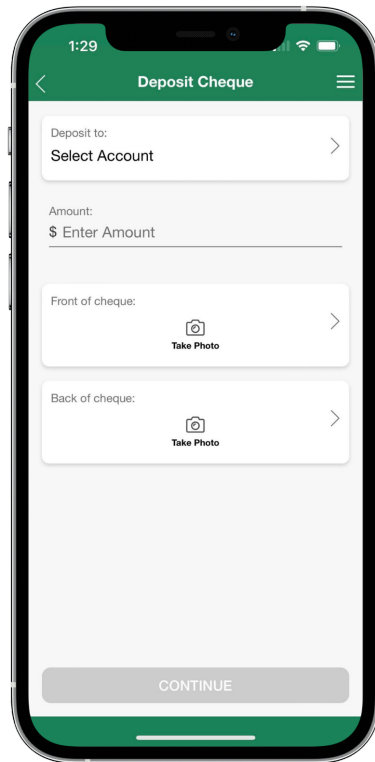 1:29
Deposit Cheque
Deposit to:
Select Account
Amount:
$ Enter Amount
Front of cheque:
Take Photo
Back of cheque:
Take Photo
CONTINUE